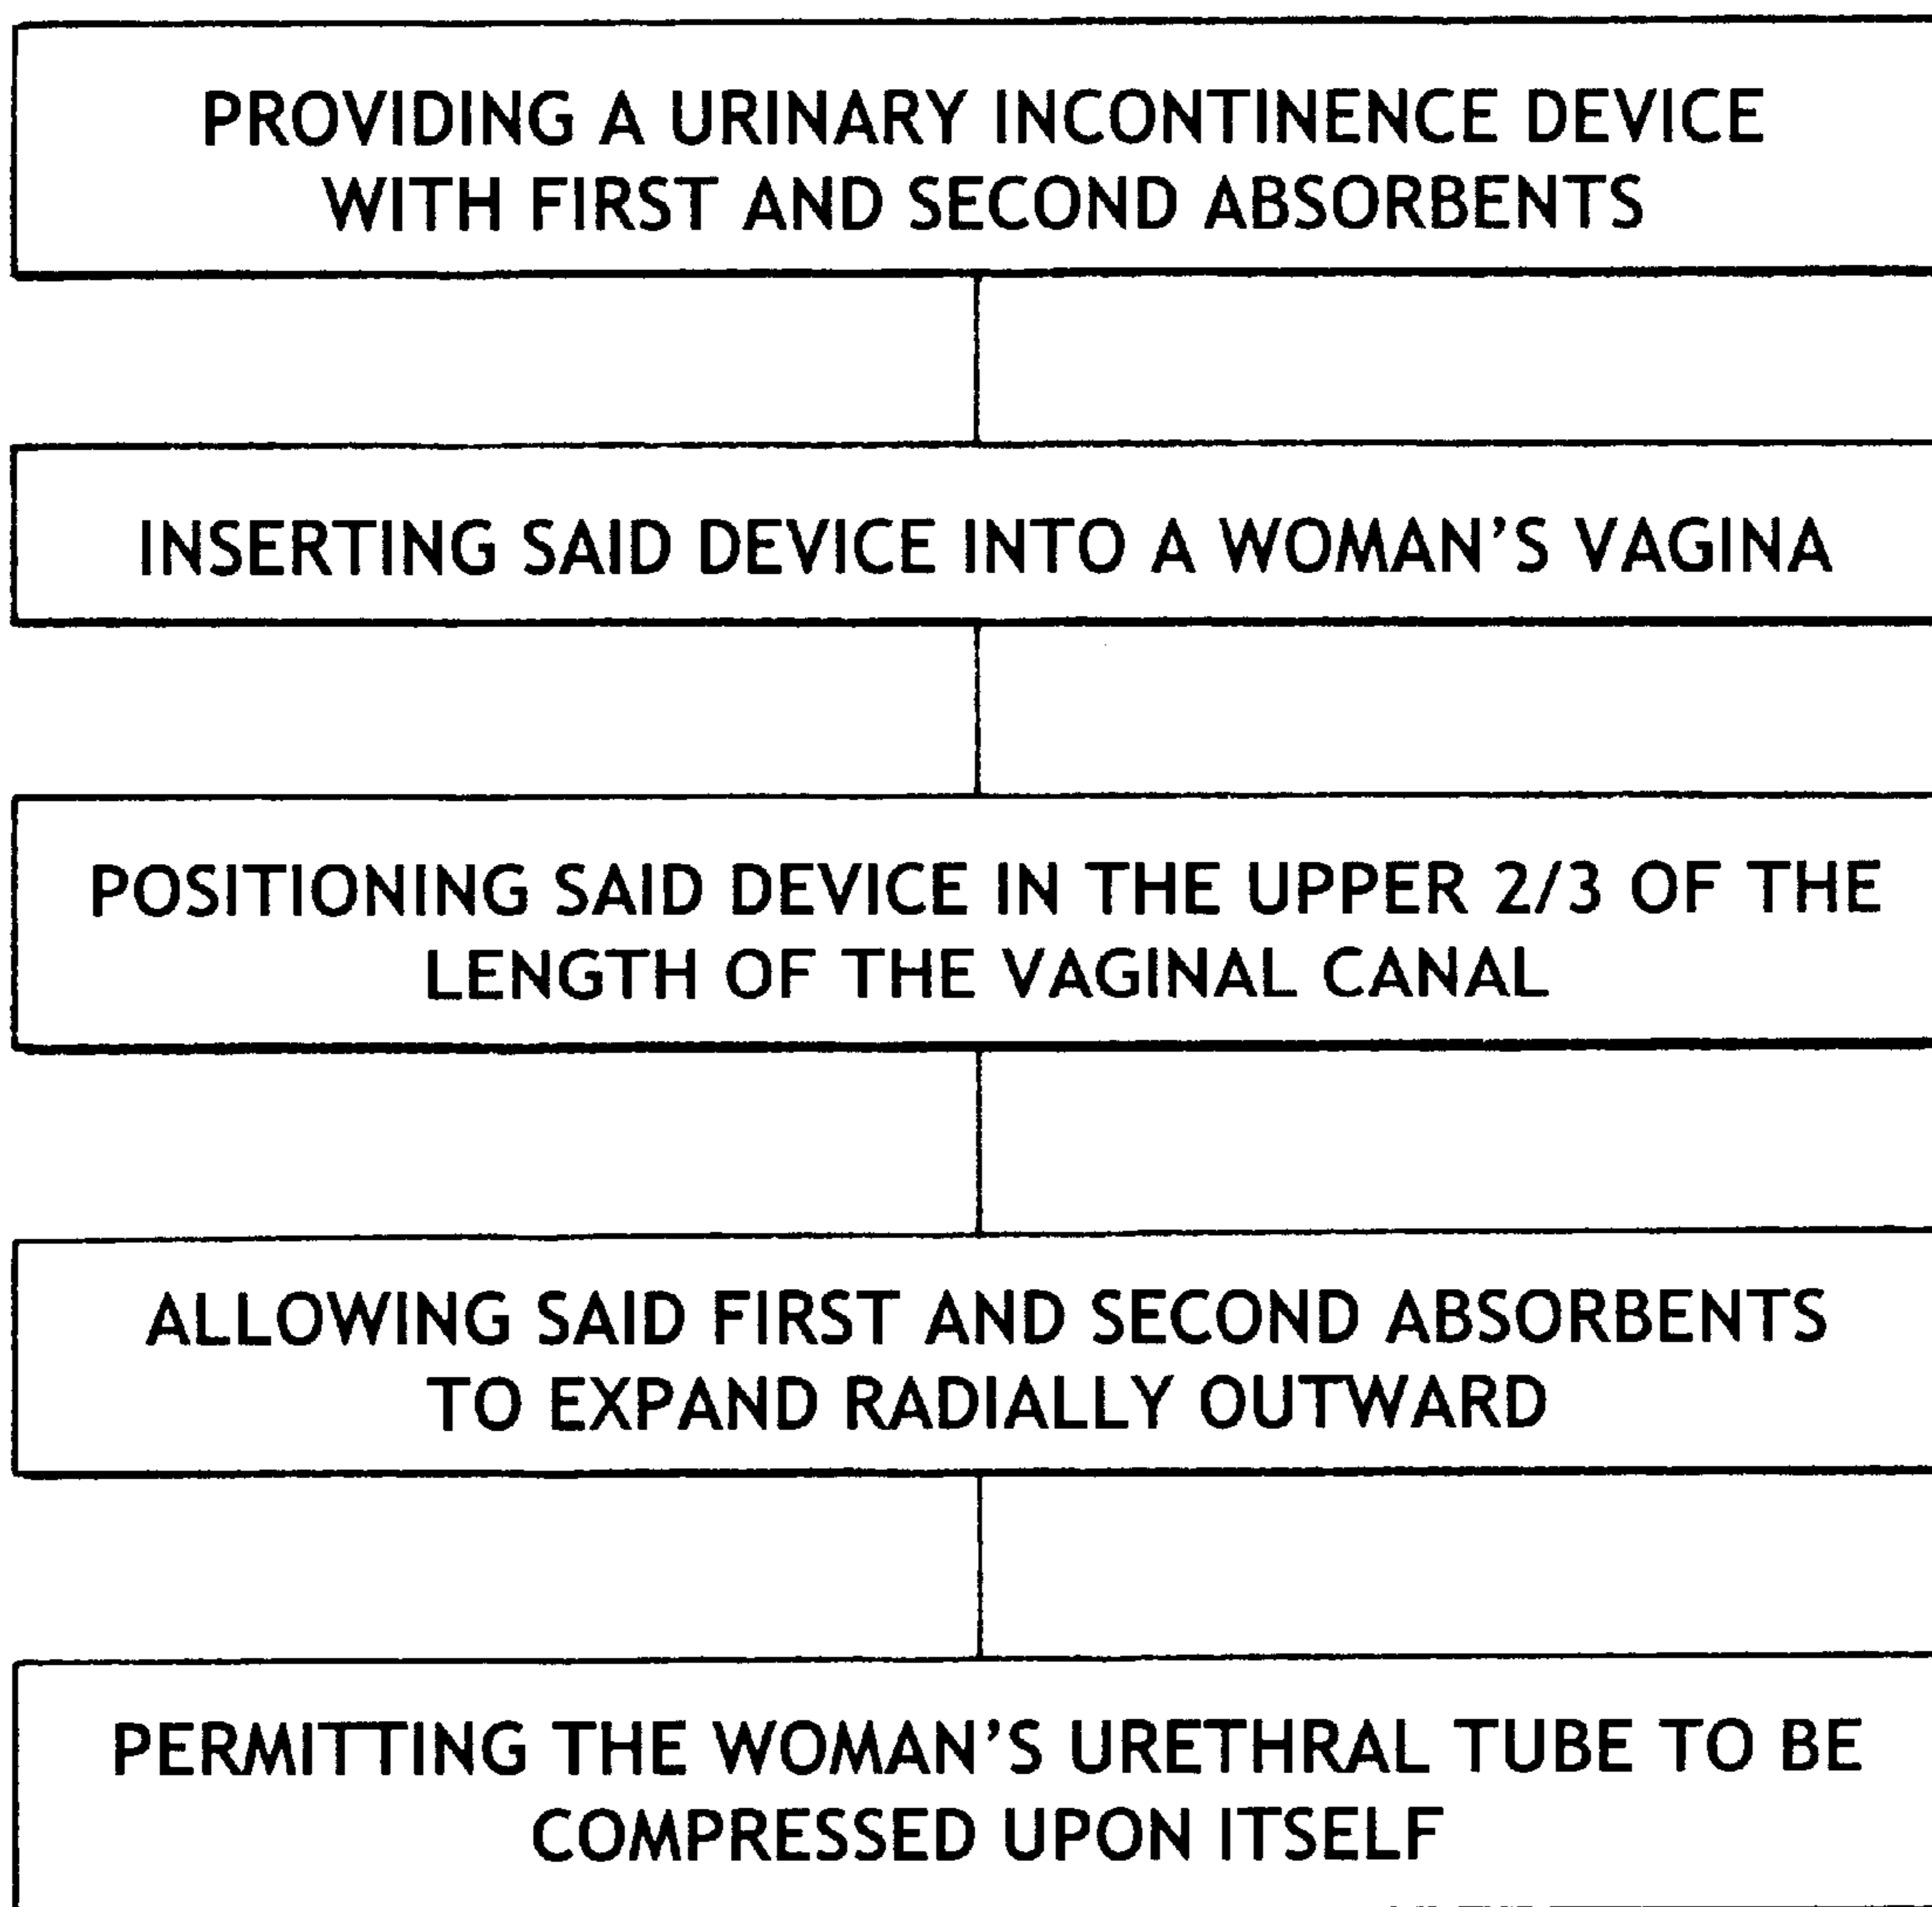 PROVIDING A URINARY INCONTINENCE DEVICE
WITH FIRST AND SECOND ABSORBENTS
INSERTING SAID DEVICE INTO A WOMAN'S VAGINA
POSITIONING SAID DEVICE IN THE UPPER 2/3 OF THE
LENGTH OF THE VAGINAL CANAL
ALLOWING SAID FIRST AND SECOND ABSORBENTS
TO EXPAND RADIALLY OUTWARD
PERMITTING THE WOMAN'S URETHRAL TUBE TO BE
COMPRESSED UPON ITSELF